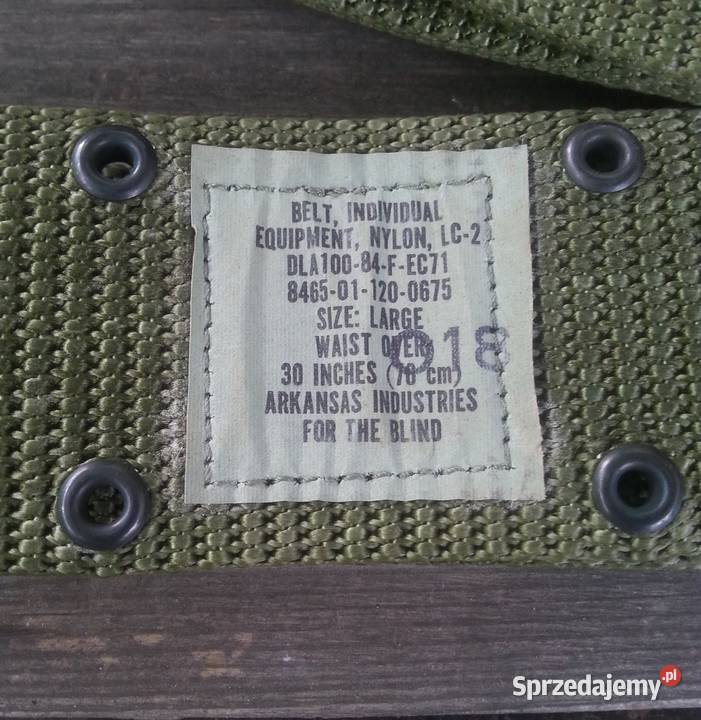 BELT, INDIVIDUAL
EQUIPMENT, NYLON, LC-2
DLA100-84-F-EC71
8465-01-120-0675
SIZE: LARGE
WAIST OVER
30 INCHES (76 cm)
ARKANSAS INDUSTRIES
FOR THE BLIND
018
Sprzedajemy.pl